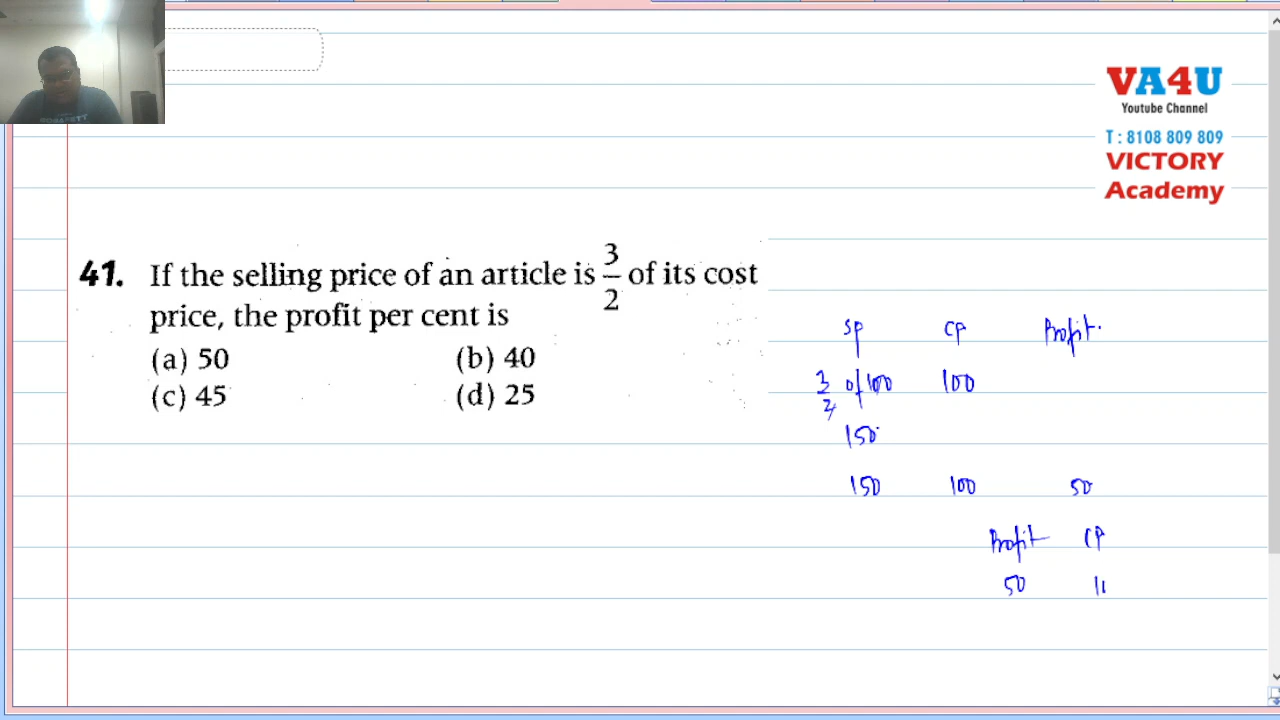 VA4U
Youtube Channel
T : 8108 809 809
VICTORY
Academy
41. If the selling price of an article is 3/2 of its cost
price, the profit per cent is
(a) 50 (b) 40
(c) 45 (d) 25
SP CP Profit.
3/2 of 100 100
150
150 100 50
Profit CP
50 1